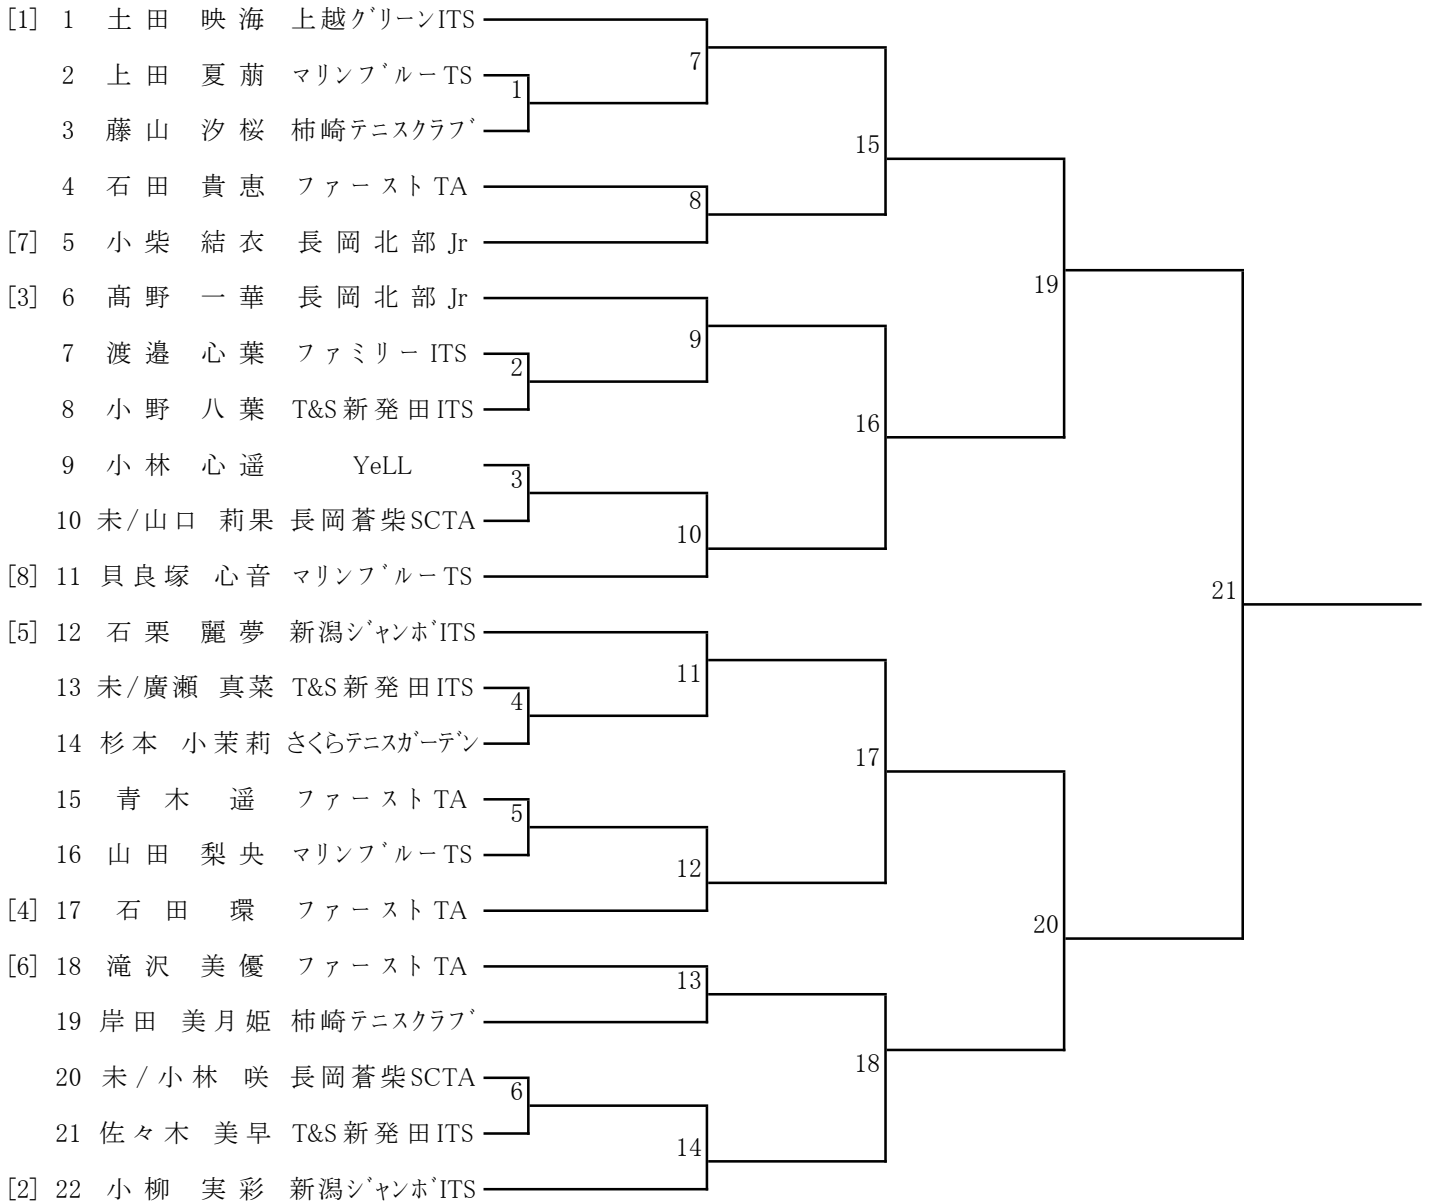 [1] 1 土田 映海 上越グリーンITS
7
2 上田 夏萠 マリンブルーTS
1
3 藤山 汐桜 柿崎テニスクラブ
15
4 石田 貴恵 ファーストTA
8
[7] 5 小柴 結衣 長岡北部Jr
19
[3] 6 髙野 一華 長岡北部Jr
9
7 渡邉 心葉 ファミリーITS
2
8 小野 八葉 T&S新発田ITS
16
9 小林 心遥 YeLL
3
10 未/山口 莉果 長岡蒼柴SCTA
10
[8] 11 貝良塚 心音 マリンブルーTS
21
[5] 12 石栗 麗夢 新潟ジャンボITS
11
13 未/廣瀬 真菜 T&S新発田ITS
4
14 杉本 小茉莉 さくらテニスガーデン
17
15 青木 遥 ファーストTA
5
16 山田 梨央 マリンブルーTS
12
[4] 17 石田 環 ファーストTA
20
[6] 18 滝沢 美優 ファーストTA
13
19 岸田 美月姫 柿崎テニスクラブ
18
20 未/小林 咲 長岡蒼柴SCTA
6
21 佐々木 美早 T&S新発田ITS
14
[2] 22 小柳 実彩 新潟ジャンボITS